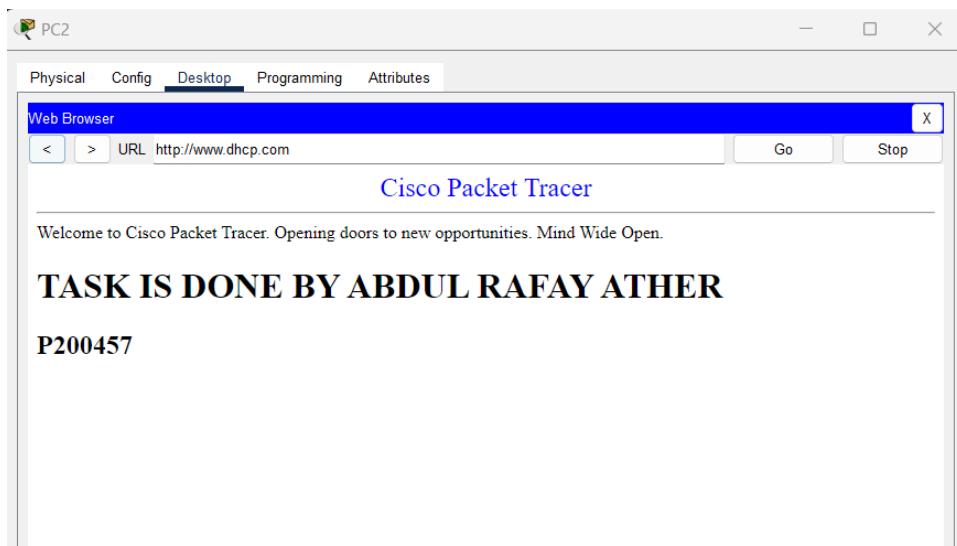 PC2
Physical Config Desktop Programming Attributes
Web Browser X
< > URL http://www.dhcp.com Go Stop
Cisco Packet Tracer
Welcome to Cisco Packet Tracer. Opening doors to new opportunities. Mind Wide Open.
TASK IS DONE BY ABDUL RAFAY ATHER
P200457